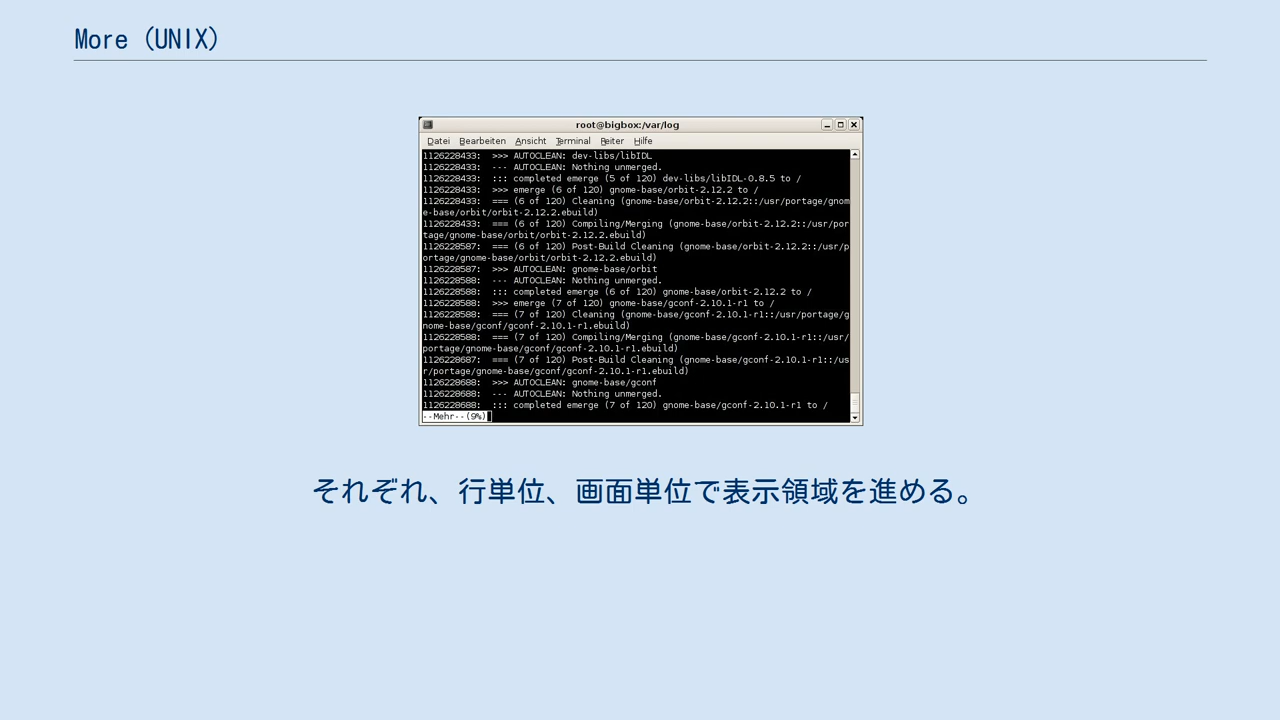 More (UNIX)
root@bigbox:/var/log
Datei Bearbeiten Ansicht Terminal Reiter Hilfe
1126228433:  >>> AUTOCLEAN: dev-libs/libIDL
1126228433:  --- AUTOCLEAN: Nothing unmerged.
1126228433:  ::: completed emerge (5 of 120) dev-libs/libIDL-0.8.5 to /
1126228433:  >>> emerge (6 of 120) gnome-base/orbit-2.12.2 to /
1126228433:  === (6 of 120) Cleaning (gnome-base/orbit-2.12.2::/usr/portage/gnom
e-base/orbit/orbit-2.12.2.ebuild)
1126228433:  === (6 of 120) Compiling/Merging (gnome-base/orbit-2.12.2::/usr/por
tage/gnome-base/orbit/orbit-2.12.2.ebuild)
1126228587:  === (6 of 120) Post-Build Cleaning (gnome-base/orbit-2.12.2::/usr/p
ortage/gnome-base/orbit/orbit-2.12.2.ebuild)
1126228587:  >>> AUTOCLEAN: gnome-base/orbit
1126228588:  --- AUTOCLEAN: Nothing unmerged.
1126228588:  ::: completed emerge (6 of 120) gnome-base/orbit-2.12.2 to /
1126228588:  >>> emerge (7 of 120) gnome-base/gconf-2.10.1-r1 to /
1126228588:  === (7 of 120) Cleaning (gnome-base/gconf-2.10.1-r1::/usr/portage/g
nome-base/gconf/gconf-2.10.1-r1.ebuild)
1126228588:  === (7 of 120) Compiling/Merging (gnome-base/gconf-2.10.1-r1::/usr/
portage/gnome-base/gconf/gconf-2.10.1-r1.ebuild)
1126228687:  === (7 of 120) Post-Build Cleaning (gnome-base/gconf-2.10.1-r1::/us
r/portage/gnome-base/gconf/gconf-2.10.1-r1.ebuild)
1126228688:  >>> AUTOCLEAN: gnome-base/gconf
1126228688:  --- AUTOCLEAN: Nothing unmerged.
1126228688:  ::: completed emerge (7 of 120) gnome-base/gconf-2.10.1-r1 to /
--Mehr--(9%)
それぞれ、行単位、画面単位で表示領域を進める。